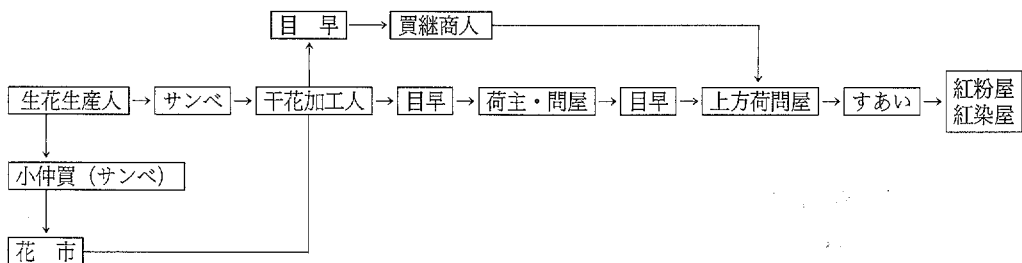 目 早
買継商人
生花生産人
サンベ
干花加工人
目早
荷主・問屋
目早
上方荷問屋
すあい
紅粉屋
紅染屋
小仲買（サンベ）
花 市